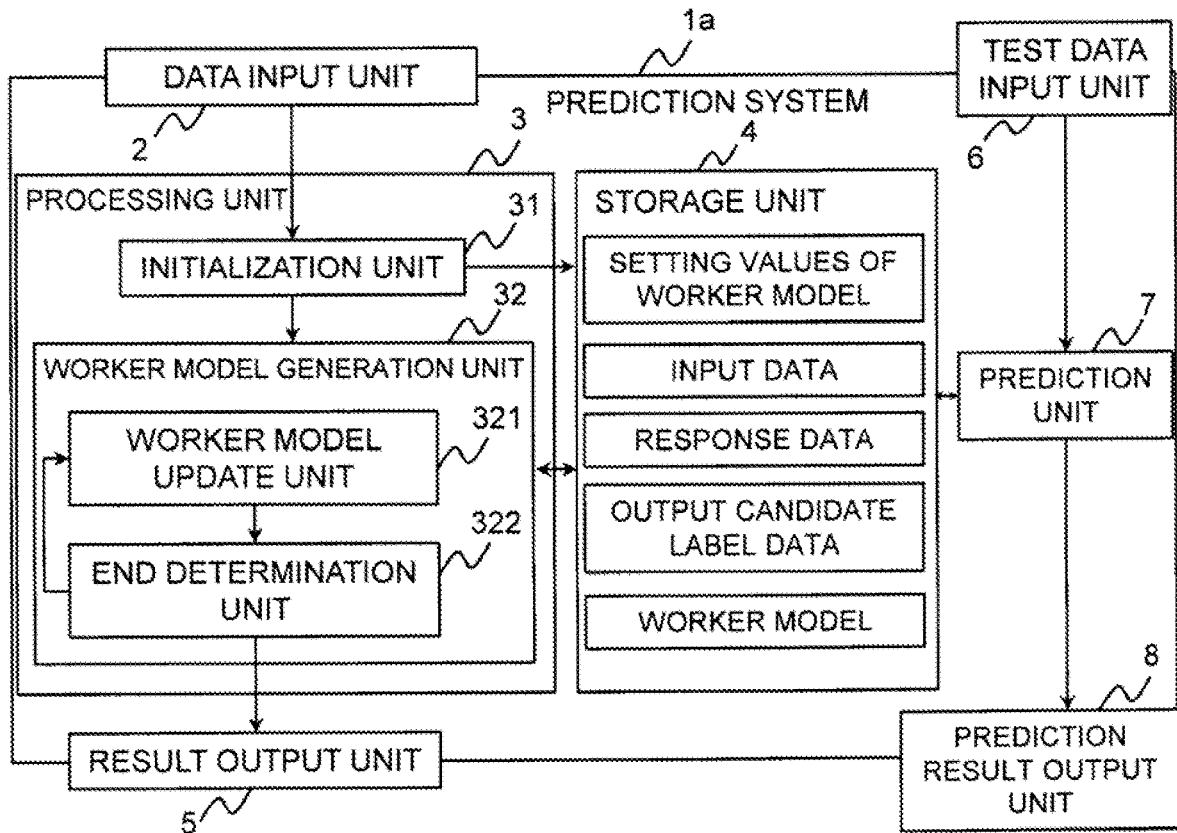 1a
DATA INPUT UNIT
TEST DATA
INPUT UNIT
PREDICTION SYSTEM
2
3
4
6
PROCESSING UNIT
31
INITIALIZATION UNIT
32
WORKER MODEL GENERATION UNIT
WORKER MODEL
UPDATE UNIT
321
322
END DETERMINATION
UNIT
STORAGE UNIT
SETTING VALUES OF
WORKER MODEL
INPUT DATA
RESPONSE DATA
OUTPUT CANDIDATE
LABEL DATA
WORKER MODEL
7
PREDICTION
UNIT
8
RESULT OUTPUT UNIT
5
PREDICTION
RESULT OUTPUT
UNIT